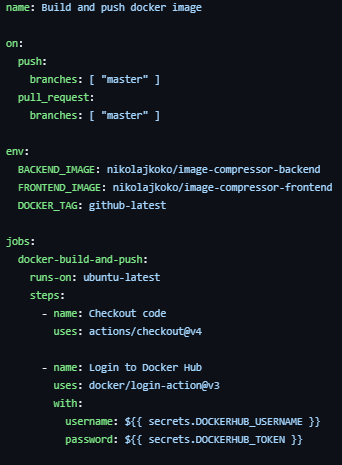 name: Build and push docker image
on:
  push:
    branches: [ "master" ]
  pull_request:
    branches: [ "master" ]
env:
  BACKEND_IMAGE: nikolajkoko/image-compressor-backend
  FRONTEND_IMAGE: nikolajkoko/image-compressor-frontend
  DOCKER_TAG: github-latest
jobs:
  docker-build-and-push:
    runs-on: ubuntu-latest
    steps:
      - name: Checkout code
        uses: actions/checkout@v4
      - name: Login to Docker Hub
        uses: docker/login-action@v3
        with:
          username: ${{ secrets.DOCKERHUB_USERNAME }}
          password: ${{ secrets.DOCKERHUB_TOKEN }}